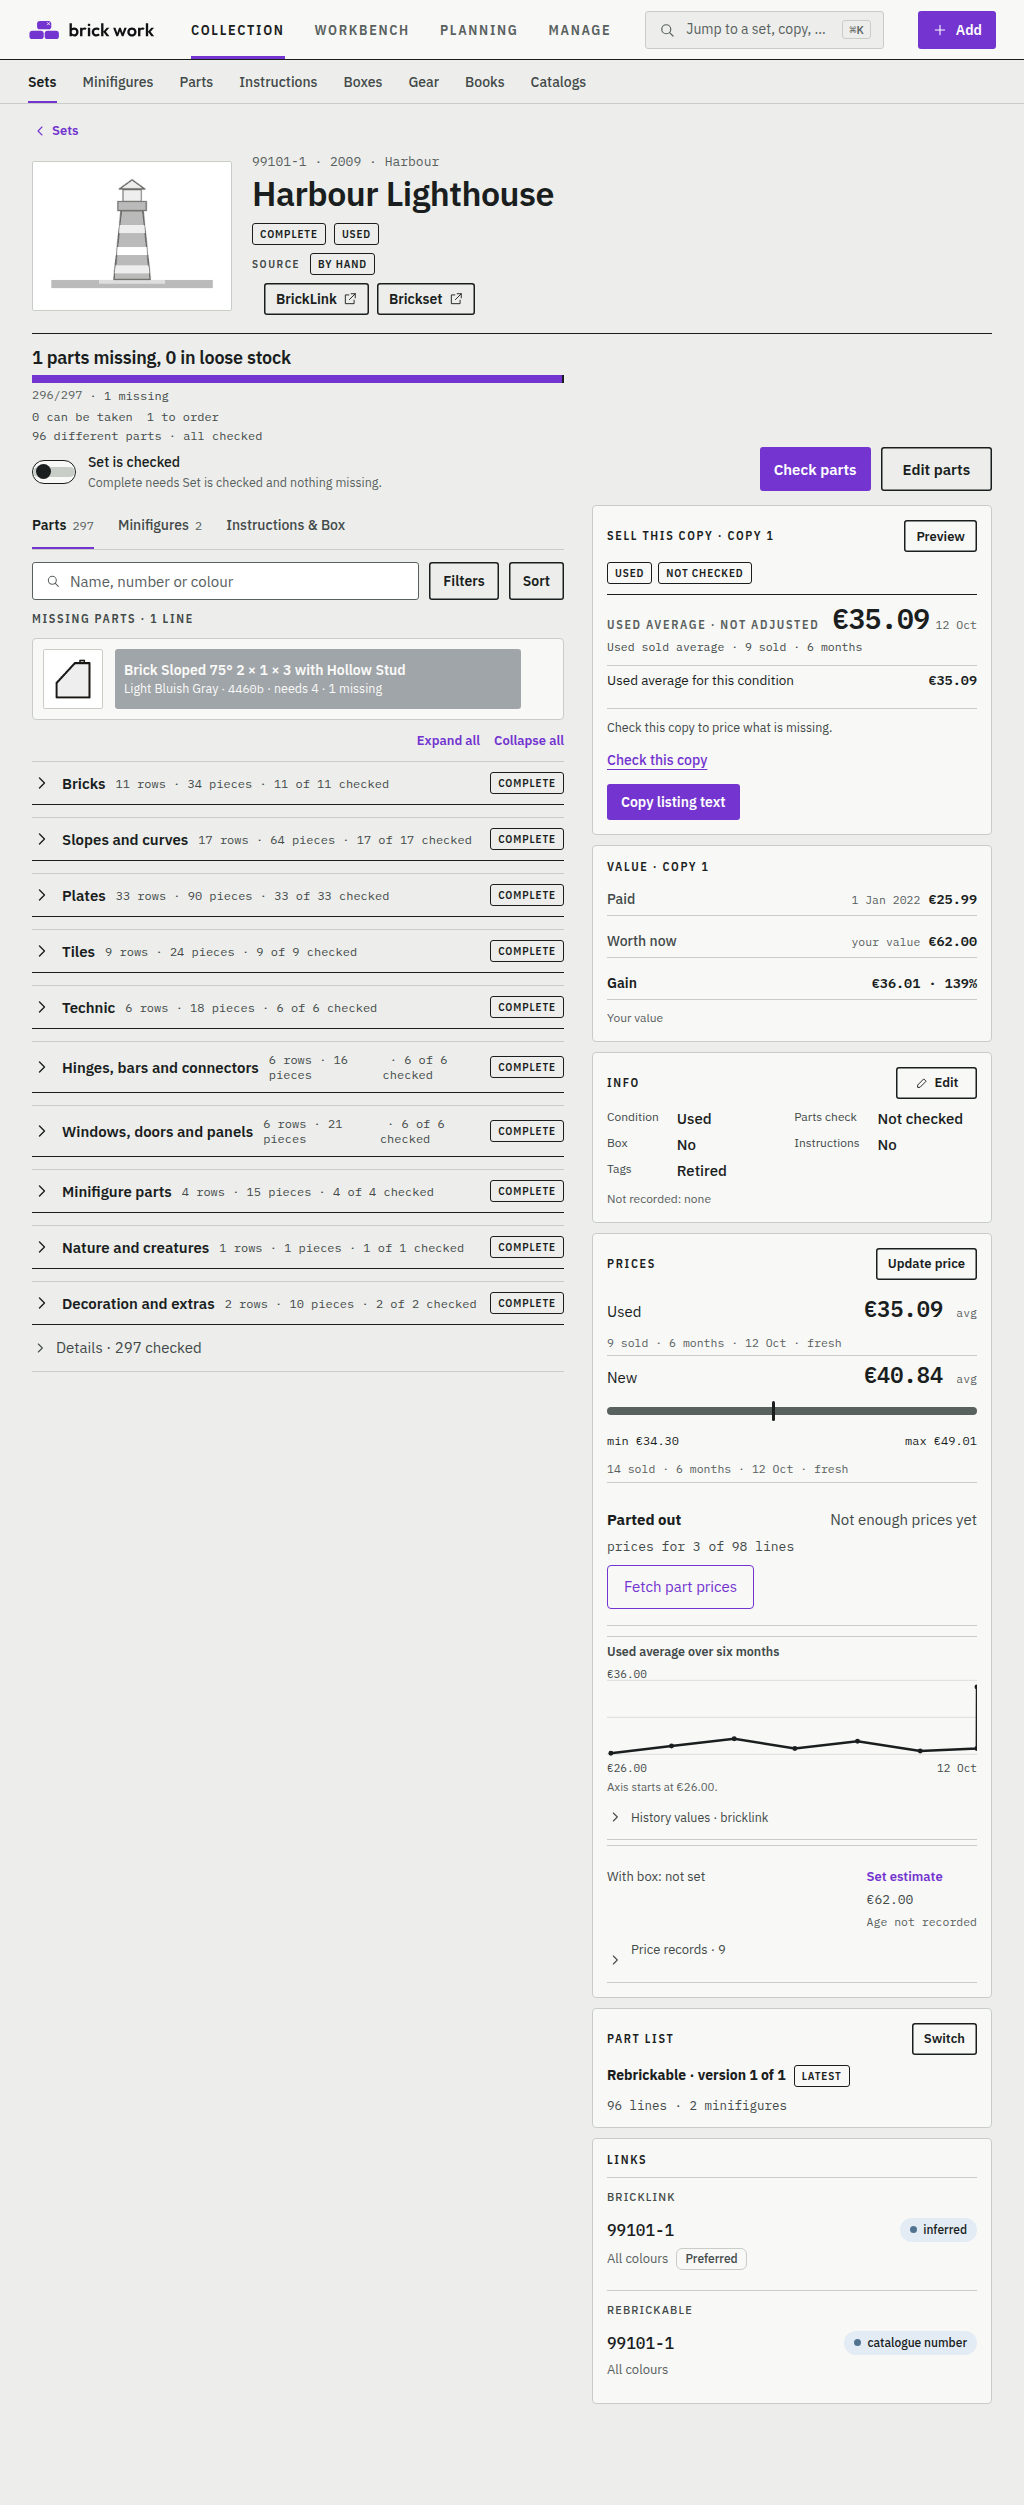 brick work
COLLECTION WORKBENCH PLANNING MANAGE
Jump to a set, copy, ... ⌘K
+ Add
Sets Minifigures Parts Instructions Boxes Gear Books Catalogs
Sets
99101-1 · 2009 · Harbour
Harbour Lighthouse
COMPLETE USED
SOURCE BY HAND
BrickLink Brickset
1 parts missing, 0 in loose stock
296/297 · 1 missing
0 can be taken 1 to order
96 different parts · all checked
Set is checked
Complete needs Set is checked and nothing missing.
Check parts Edit parts
Parts 297 Minifigures 2 Instructions & Box
Name, number or colour
Filters Sort
MISSING PARTS · 1 LINE
Brick Sloped 75° 2 × 1 × 3 with Hollow Stud
Light Bluish Gray · 4460b · needs 4 · 1 missing
Expand all Collapse all
Bricks 11 rows · 34 pieces · 11 of 11 checked COMPLETE
Slopes and curves 17 rows · 64 pieces · 17 of 17 checked COMPLETE
Plates 33 rows · 90 pieces · 33 of 33 checked COMPLETE
Tiles 9 rows · 24 pieces · 9 of 9 checked COMPLETE
Technic 6 rows · 18 pieces · 6 of 6 checked COMPLETE
Hinges, bars and connectors 6 rows · 16 pieces · 6 of 6 checked COMPLETE
Windows, doors and panels 6 rows · 21 pieces · 6 of 6 checked COMPLETE
Minifigure parts 4 rows · 15 pieces · 4 of 4 checked COMPLETE
Nature and creatures 1 rows · 1 pieces · 1 of 1 checked COMPLETE
Decoration and extras 2 rows · 10 pieces · 2 of 2 checked COMPLETE
Details · 297 checked
SELL THIS COPY · COPY 1
Preview
USED NOT CHECKED
USED AVERAGE · NOT ADJUSTED €35.09 12 Oct
Used sold average · 9 sold · 6 months
Used average for this condition €35.09
Check this copy to price what is missing.
Check this copy
Copy listing text
VALUE · COPY 1
Paid 1 Jan 2022 €25.99
Worth now your value €62.00
Gain €36.01 · 139%
Your value
INFO
Edit
Condition Used Parts check Not checked
Box No Instructions No
Tags Retired
Not recorded: none
PRICES
Update price
Used €35.09 avg
9 sold · 6 months · 12 Oct · fresh
New €40.84 avg
min €34.30 max €49.01
14 sold · 6 months · 12 Oct · fresh
Parted out Not enough prices yet
prices for 3 of 98 lines
Fetch part prices
Used average over six months
€36.00
€26.00 12 Oct
Axis starts at €26.00.
History values · bricklink
With box: not set Set estimate
€62.00
Age not recorded
Price records · 9
PART LIST
Switch
Rebrickable · version 1 of 1 LATEST
96 lines · 2 minifigures
LINKS
BRICKLINK
99101-1 inferred
All colours Preferred
REBRICKABLE
99101-1 catalogue number
All colours